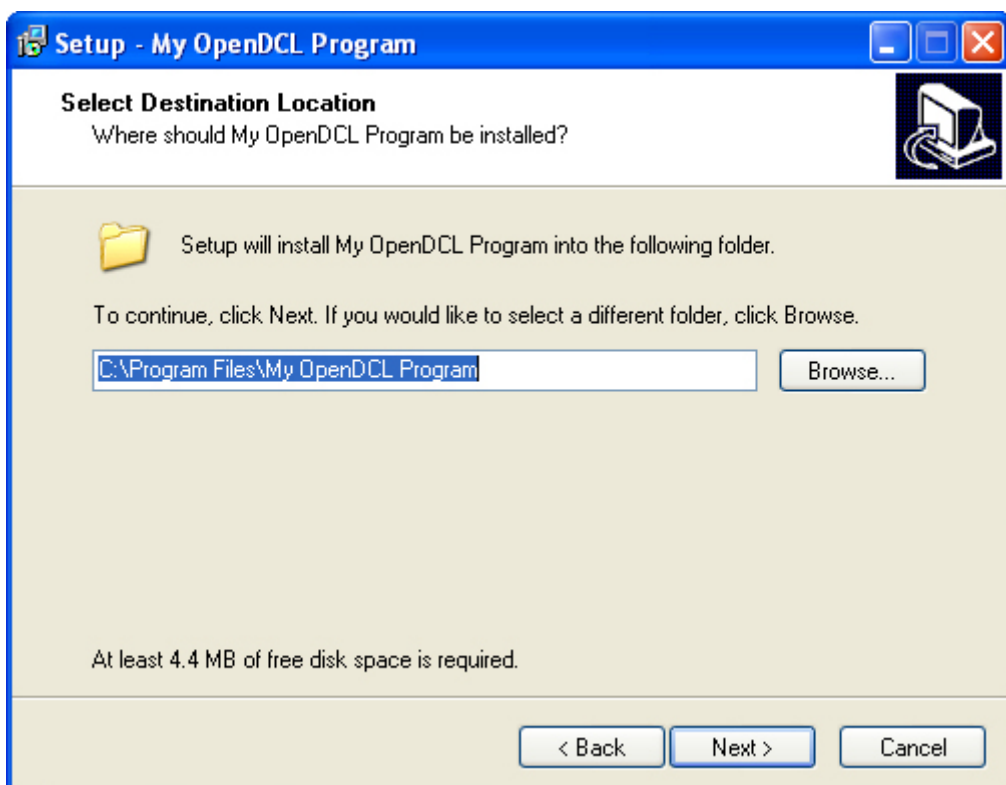 Setup - My OpenDCL Program
Select Destination Location
Where should My OpenDCL Program be installed?
Setup will install My OpenDCL Program into the following folder.
To continue, click Next. If you would like to select a different folder, click Browse.
C:\Program Files\My OpenDCL Program
Browse...
At least 4.4 MB of free disk space is required.
< Back
Next >
Cancel